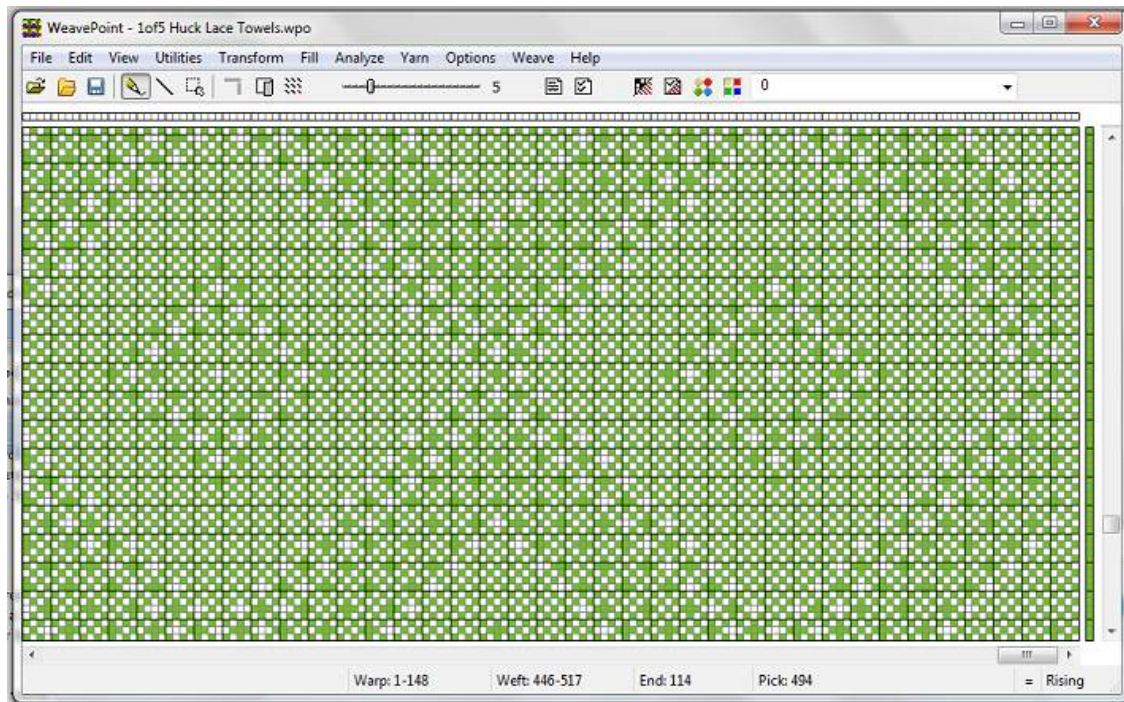 WeavePoint - 1of5 Huck Lace Towels.wpo
File Edit View Utilities Transform Fill Analyze Yarn Options Weave Help
5 0
Warp: 1-148 Weft: 446-517 End: 114 Pick: 494 = Rising